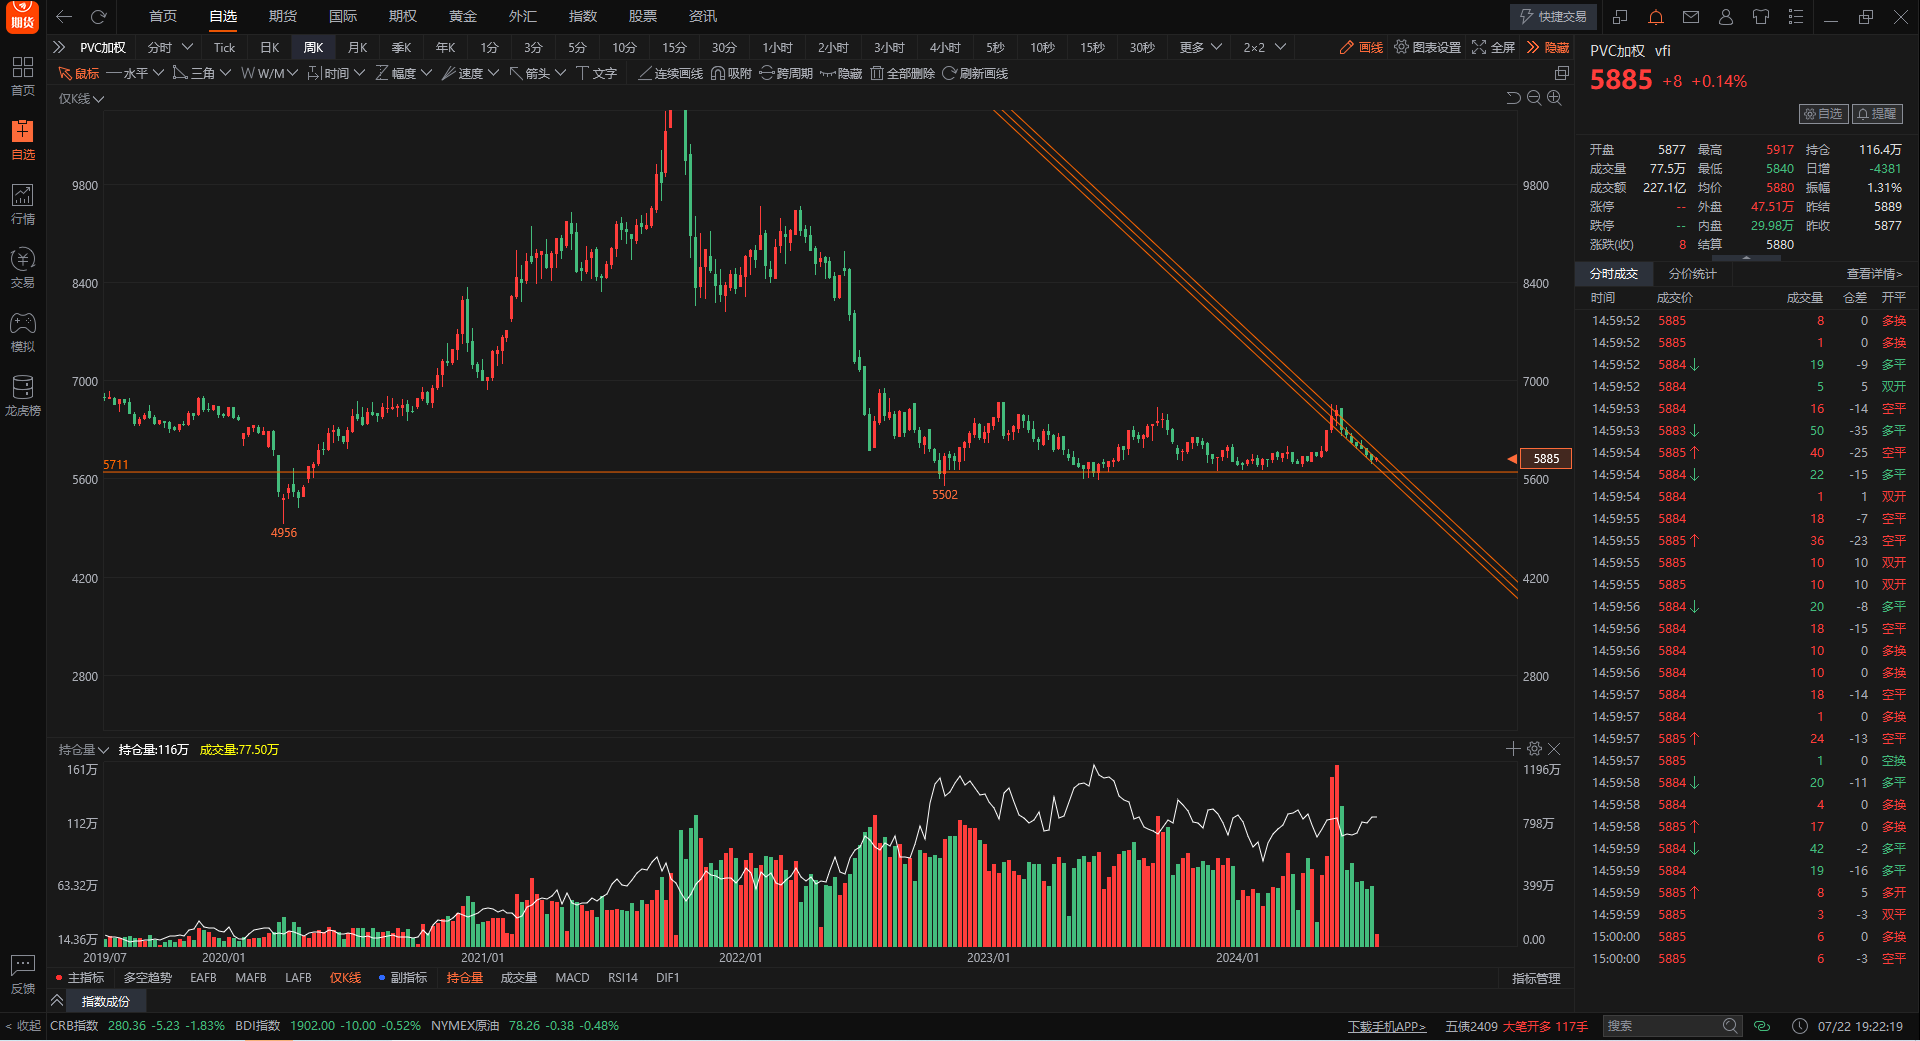 期货 首页 自选 期货 国际 期权 黄金 外汇 指数 股票 资讯 快捷交易
PVC加权 分时 Tick 日K 周K 月K 季K 年K 1分 3分 5分 10分 15分 30分 1小时 2小时 3小时 4小时 5秒 10秒 15秒 30秒 更多 2×2 画线 图表设置 全屏 隐藏
鼠标 水平 三角 W/M 时间 幅度 速度 箭头 文字 连续画线 吸附 跨周期 隐藏 全部删除 刷新画线
仅K线
首页
自选
行情
交易
模拟
龙虎榜
反馈
< 收起
9800 9800
8400 8400
7000 7000
5711
5885
5600 5600
5502
4956
4200 4200
2800 2800
持仓量 持仓量:116万 成交量:77.50万
161万 1196万
112万 798万
63.32万 399万
14.36万 0.00
2019/07 2020/01 2021/01 2022/01 2023/01 2024/01
主指标 多空趋势 EAFB MAFB LAFB 仅K线 副指标 持仓量 成交量 MACD RSI14 DIF1 指标管理
指数成份
PVC加权 vfi
5885 +8 +0.14%
自选 提醒
开盘 5877 最高 5917 持仓 116.4万
成交量 77.5万 最低 5840 日增 -4381
成交额 227.1亿 均价 5880 振幅 1.31%
涨停 -- 外盘 47.51万 昨结 5889
跌停 -- 内盘 29.98万 昨收 5877
涨跌(收) 8 结算 5880
分时成交 分价统计 查看详情>
时间 成交价 成交量 仓差 开平
14:59:52 5885 8 0 多换
14:59:52 5885 1 0 多换
14:59:52 5884↓ 19 -9 多平
14:59:52 5884 5 5 双开
14:59:53 5884 16 -14 空平
14:59:53 5883↓ 50 -35 多平
14:59:54 5885↑ 40 -25 空平
14:59:54 5884↓ 22 -15 多平
14:59:54 5884 1 1 双开
14:59:55 5884 18 -7 空平
14:59:55 5885↑ 36 -23 空平
14:59:55 5885 10 10 双开
14:59:55 5885 10 10 双开
14:59:56 5884↓ 20 -8 多平
14:59:56 5884 18 -15 空平
14:59:56 5884 10 0 多换
14:59:56 5884 10 0 多换
14:59:57 5884 18 -14 空平
14:59:57 5884 1 0 多换
14:59:57 5885↑ 24 -13 空平
14:59:57 5885 1 0 空换
14:59:58 5884↓ 20 -11 多平
14:59:58 5884 4 0 多换
14:59:58 5885↑ 17 0 多换
14:59:59 5884↓ 42 -2 多平
14:59:59 5884 19 -16 多平
14:59:59 5885↑ 8 5 多开
14:59:59 5885 3 -3 双平
15:00:00 5885 6 0 多换
15:00:00 5885 6 -3 空平
CRB指数 280.36 -5.23 -1.83% BDI指数 1902.00 -10.00 -0.52% NYMEX原油 78.26 -0.38 -0.48% 下载手机APP> 五债2409 大笔开多 117手 搜索 07/22 19:22:19